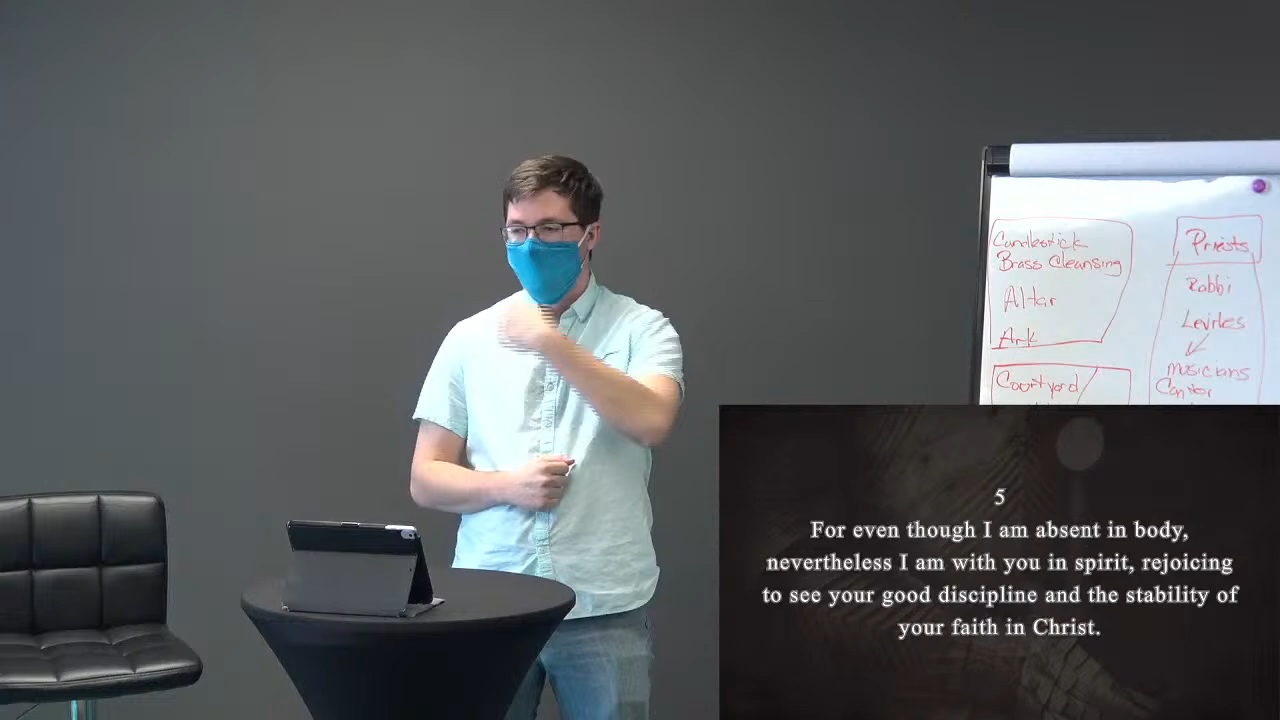 Candlestick
Brass Cleansing
Altar
Ark
Courtyard
Priests
Rabbi
Levites
Musicians
Cantor
5
For even though I am absent in body,
nevertheless I am with you in spirit, rejoicing
to see your good discipline and the stability of
your faith in Christ.